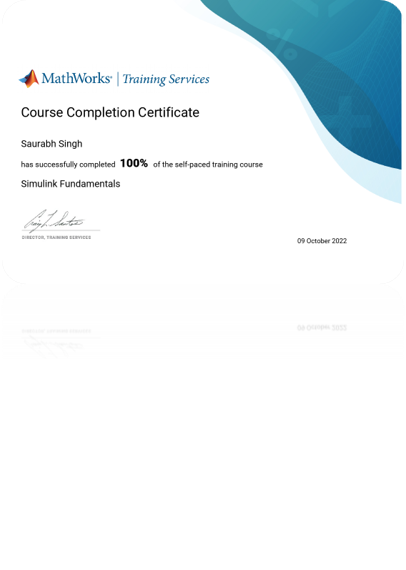 MathWorks® | Training Services
Course Completion Certificate
Saurabh Singh
has successfully completed 100% of the self-paced training course
Simulink Fundamentals
DIRECTOR, TRAINING SERVICES
09 October 2022